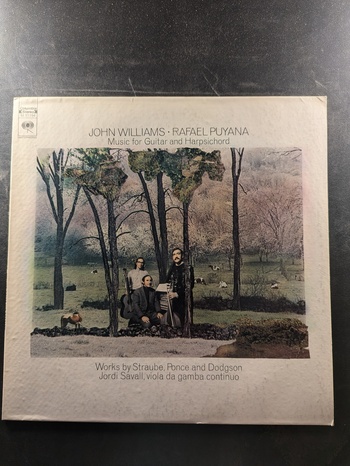 JOHN WILLIAMS • RAFAEL PUYANA
Music for Guitar and Harpsichord
Works by Straube, Ponce and Dodgson
Jordi Savall, viola da gamba continuo